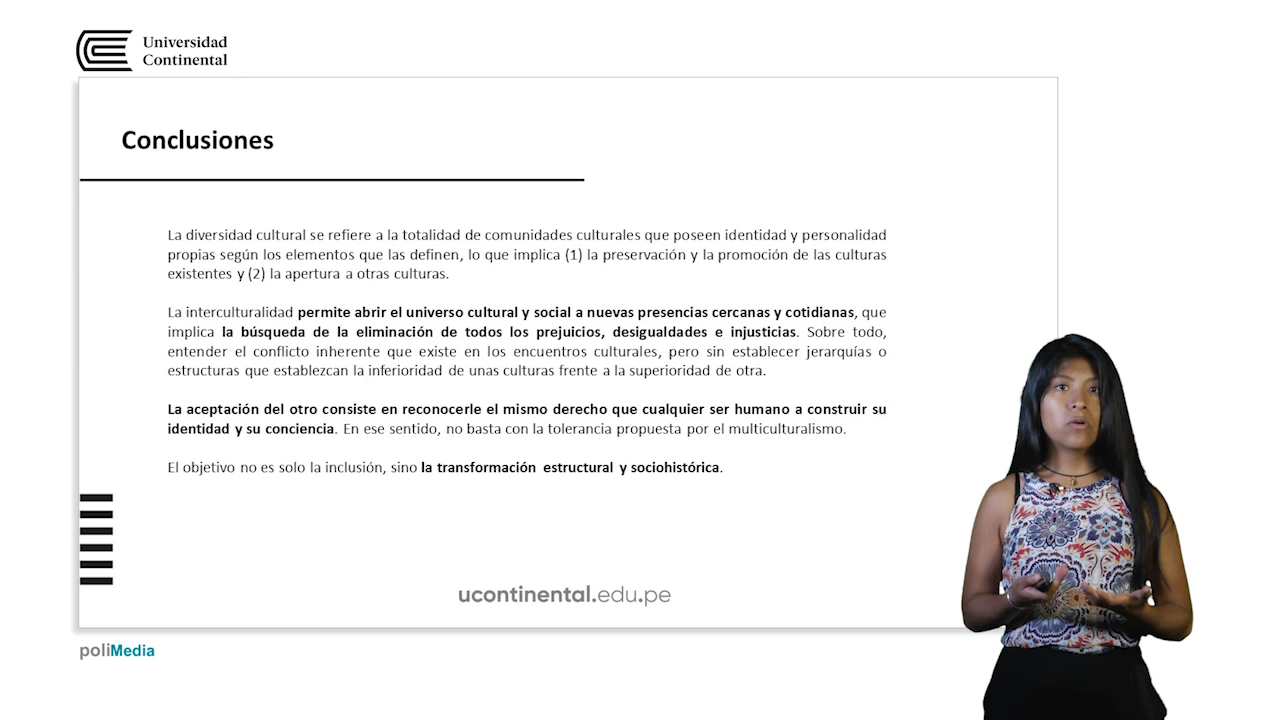 Universidad
Continental
Conclusiones
La diversidad cultural se refiere a la totalidad de comunidades culturales que poseen identidad y personalidad
propias según los elementos que las definen, lo que implica (1) la preservación y la promoción de las culturas
existentes y (2) la apertura a otras culturas.
La interculturalidad permite abrir el universo cultural y social a nuevas presencias cercanas y cotidianas, que
implica la búsqueda de la eliminación de todos los prejuicios, desigualdades e injusticias. Sobre todo,
entender el conflicto inherente que existe en los encuentros culturales, pero sin establecer jerarquías o
estructuras que establezcan la inferioridad de unas culturas frente a la superioridad de otra.
La aceptación del otro consiste en reconocerle el mismo derecho que cualquier ser humano a construir su
identidad y su conciencia. En ese sentido, no basta con la tolerancia propuesta por el multiculturalismo.
El objetivo no es solo la inclusión, sino la transformación estructural y sociohistórica.
ucontinental.edu.pe
poliMedia